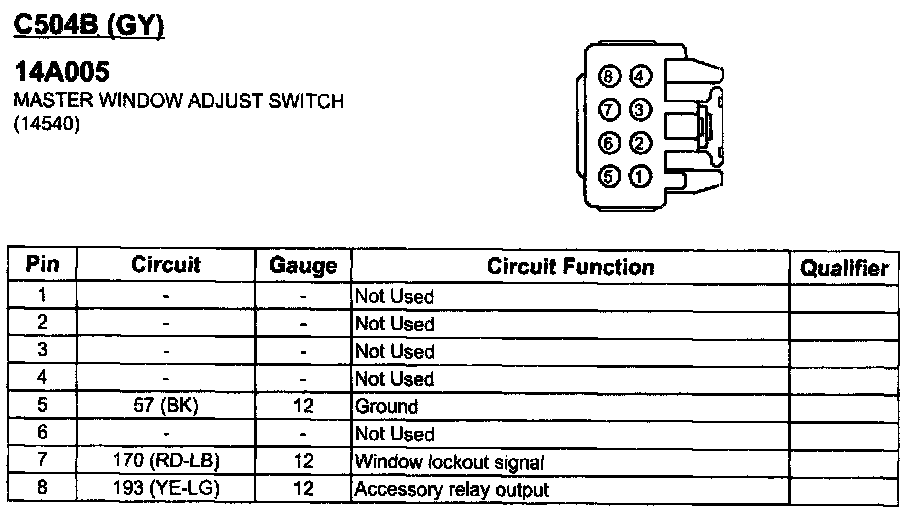 C504B (GY)
14A005
MASTER WINDOW ADJUST SWITCH
(14540)
8 4
7 3
6 2
5 1
Pin Circuit Gauge Circuit Function Qualifier
1 - - Not Used
2 - - Not Used
3 - - Not Used
4 - - Not Used
5 57 (BK) 12 Ground
6 - - Not Used
7 170 (RD-LB) 12 Window lockout signal
8 193 (YE-LG) 12 Accessory relay output